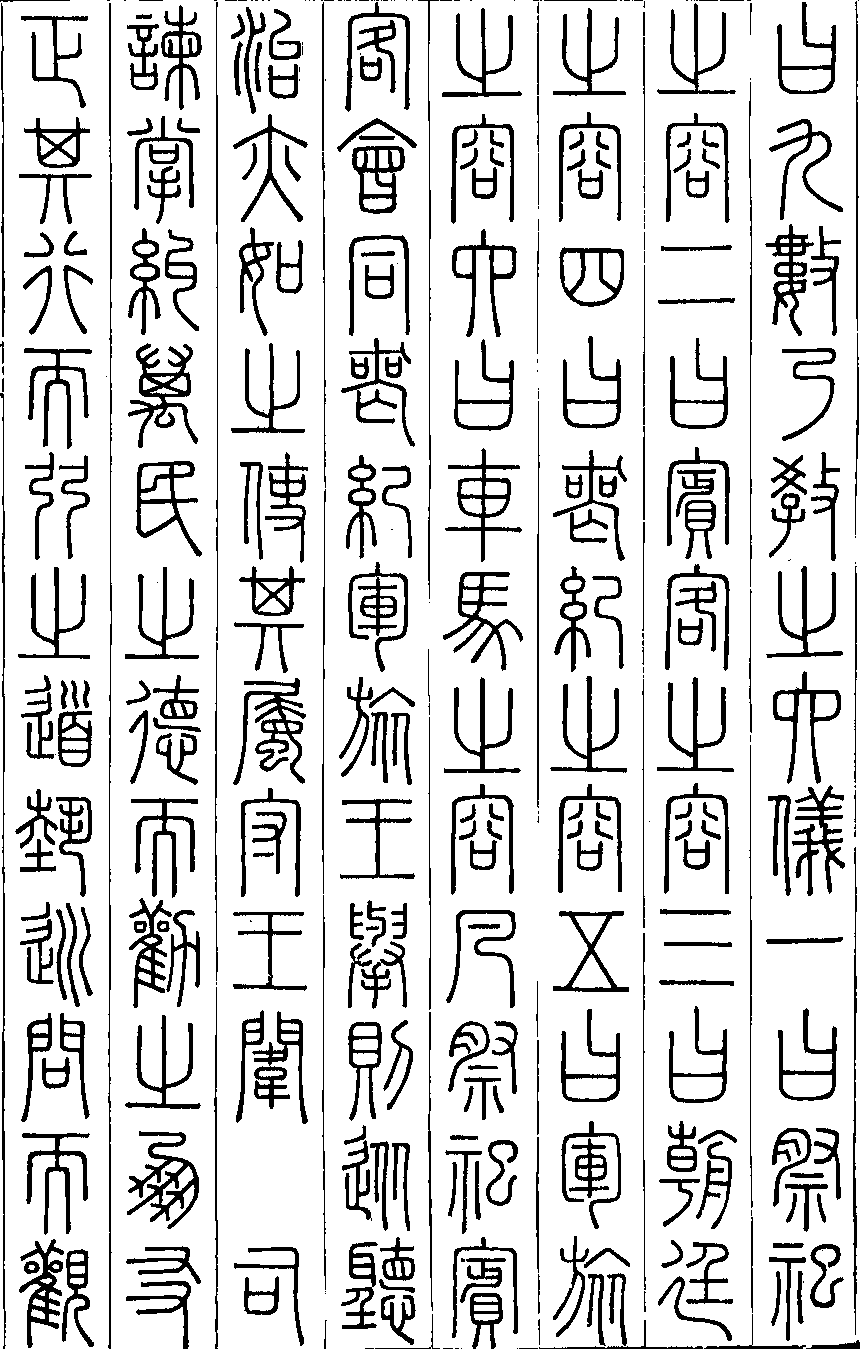 曰九數乃教之六儀一曰祭祀
之容二曰賓客之容三曰朝廷
之容四曰喪紀之容五曰軍旅
之容六曰車馬之容凡祭祀賓
客會同喪紀軍旅王舉則從聽
治亦如之使其屬守王闈 司
諫掌糾萬民之德而勸之朋友
正其行而強之道藝巡問而觀